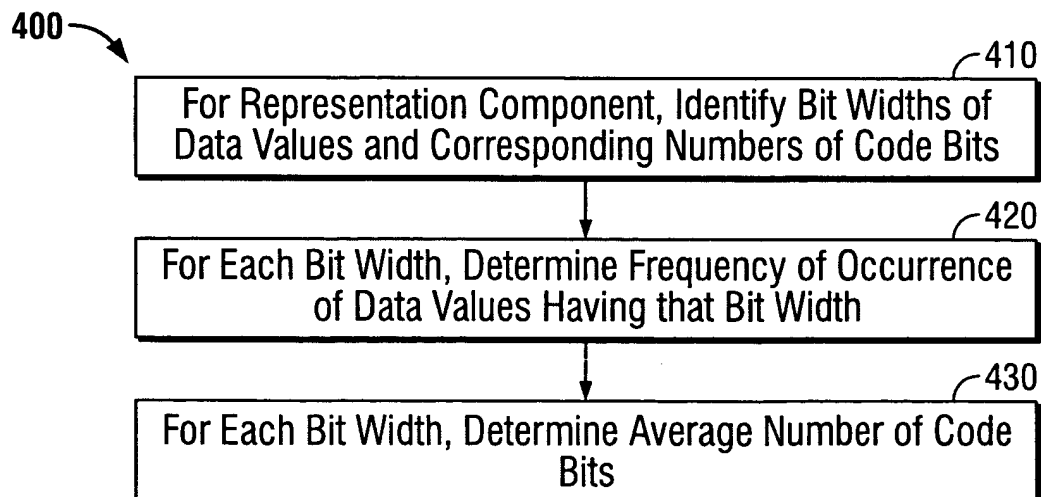 400
410
For Representation Component, Identify Bit Widths of
Data Values and Corresponding Numbers of Code Bits
420
For Each Bit Width, Determine Frequency of Occurrence
of Data Values Having that Bit Width
430
For Each Bit Width, Determine Average Number of Code
Bits